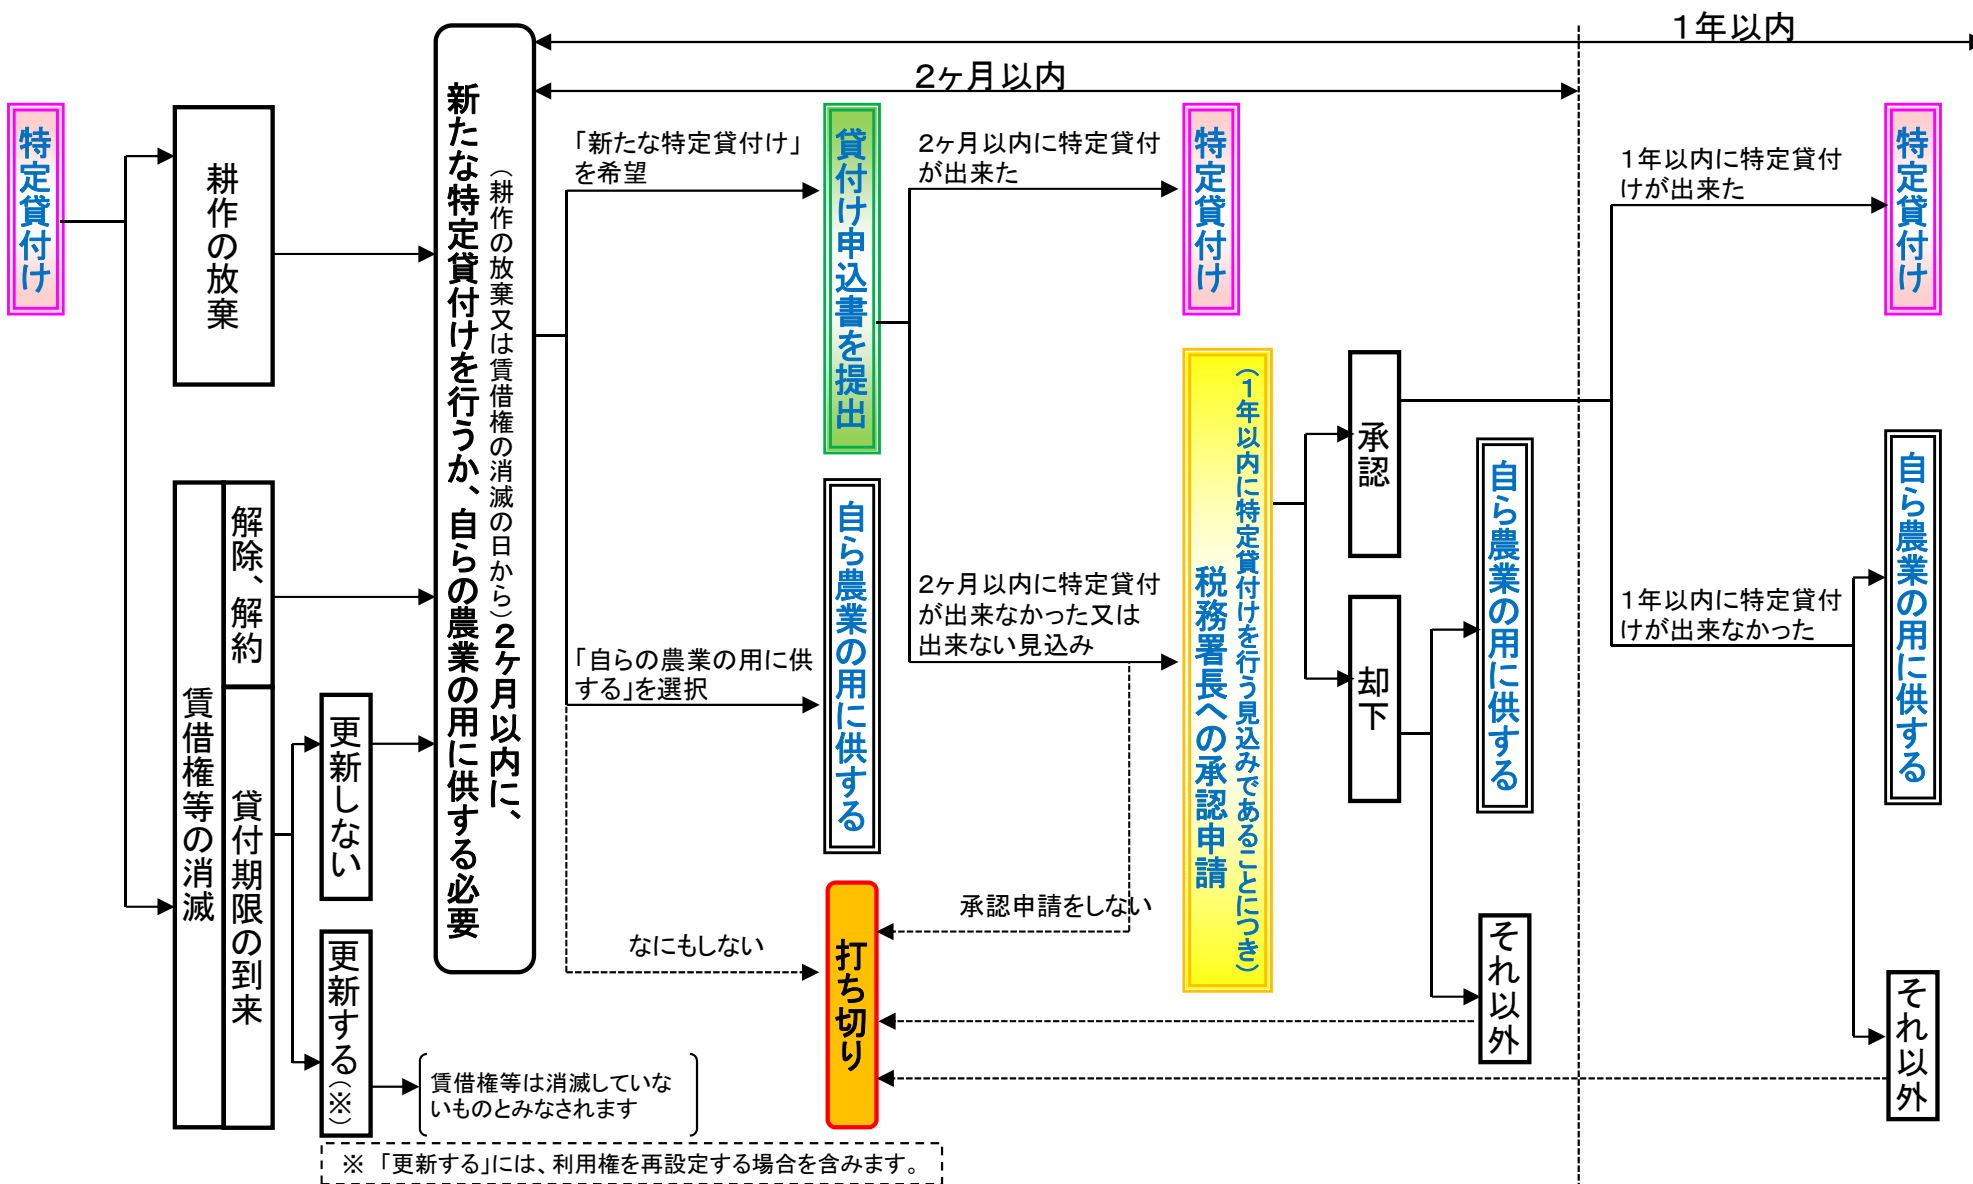 1年以内
2ヶ月以内
特定貸付け
耕作の放棄
賃借権等の消滅
解除、解約
貸付期限の到来
更新しない
更新する(※)
賃借権等は消滅していな
いものとみなされます
※ 「更新する」には、利用権を再設定する場合を含みます。
(耕作の放棄又は賃借権の消滅の日から)2ヶ月以内に、
新たな特定貸付けを行うか、自らの農業の用に供する必要
「新たな特定貸付け」
を希望
「自らの農業の用に供
する」を選択
なにもしない
貸付け申込書を提出
自ら農業の用に供する
打ち切り
2ヶ月以内に特定貸付
が出来た
2ヶ月以内に特定貸付
が出来なかった又は
出来ない見込み
承認申請をしない
特定貸付け
(1年以内に特定貸付けを行う見込みであることにつき)
税務署長への承認申請
承認
却下
自ら農業の用に供する
それ以外
1年以内に特定貸付
けが出来た
1年以内に特定貸付
けが出来なかった
特定貸付け
自ら農業の用に供する
それ以外